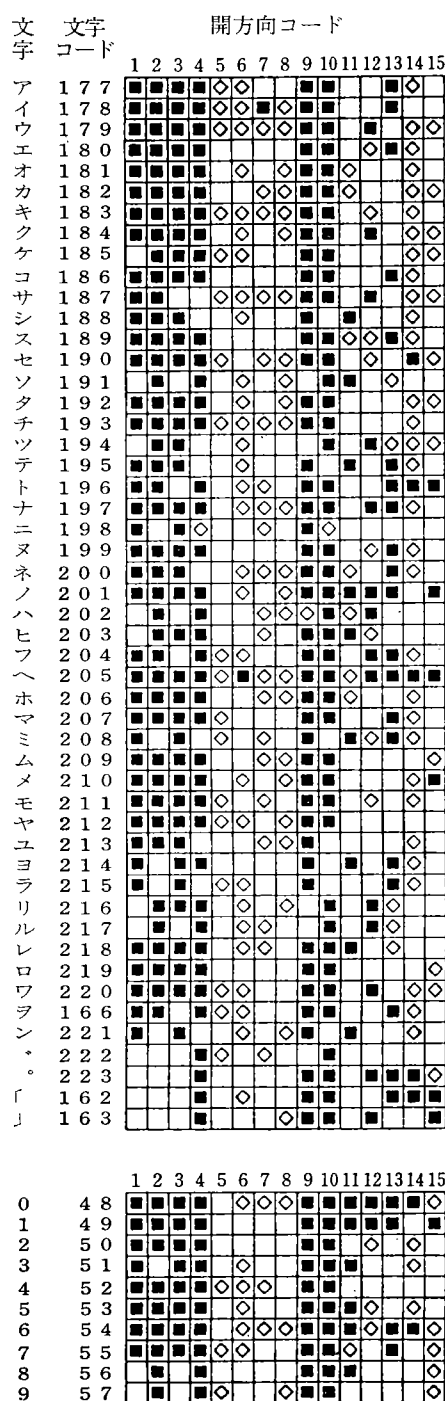 文字 文字コード 開方向コード
1 2 3 4 5 6 7 8 9 10 11 12 13 14 15
ア 177
イ 178
ウ 179
エ 180
オ 181
カ 182
キ 183
ク 184
ケ 185
コ 186
サ 187
シ 188
ス 189
セ 190
ソ 191
タ 192
チ 193
ツ 194
テ 195
ト 196
ナ 197
ニ 198
ヌ 199
ネ 200
ノ 201
ハ 202
ヒ 203
フ 204
ヘ 205
ホ 206
マ 207
ミ 208
ム 209
メ 210
モ 211
ヤ 212
ユ 213
ヨ 214
ラ 215
リ 216
ル 217
レ 218
ロ 219
ワ 220
ヲ 166
ン 221
゛ 222
゜ 223
「 162
」 163
1 2 3 4 5 6 7 8 9 10 11 12 13 14 15
0 48
1 49
2 50
3 51
4 52
5 53
6 54
7 55
8 56
9 57